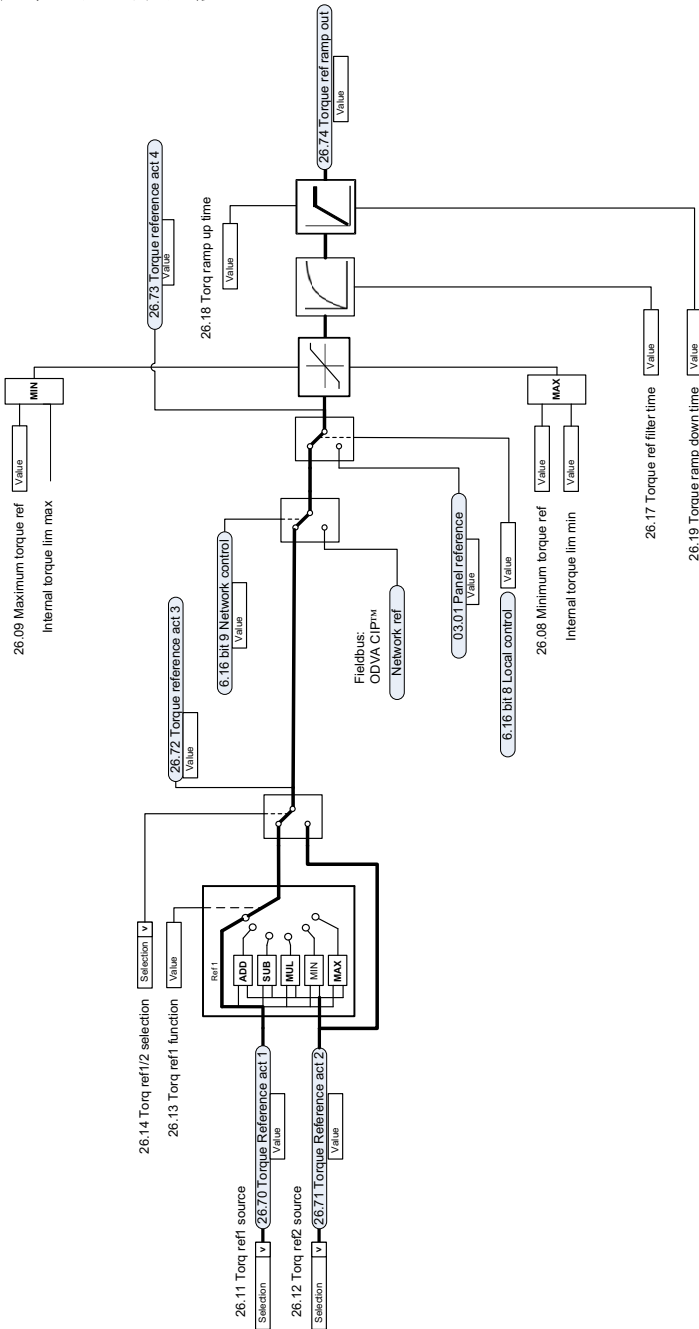 26.11 Torq ref1 source
Selection v
26.70 Torque Reference act 1
Value
26.12 Torq ref2 source
Selection v
26.71 Torque Reference act 2
Value
26.14 Torq ref1/2 selection
Selection v
26.13 Torq ref1 function
Value
Ref 1
ADD
SUB
MUL
MIN
MAX
26.72 Torque reference act 3
Value
6.16 bit 9 Network control
Value
Fieldbus:
ODVA CIP™
Network ref
03.01 Panel reference
Value
6.16 bit 8 Local control
Value
26.73 Torque reference act 4
Value
26.09 Maximum torque ref
Value
Internal torque lim max
MIN
26.08 Minimum torque ref
Value
Internal torque lim min
Value
MAX
26.18 Torq ramp up time
Value
26.17 Torque ref filter time
Value
26.19 Torque ramp down time
Value
26.74 Torque ref ramp out
Value